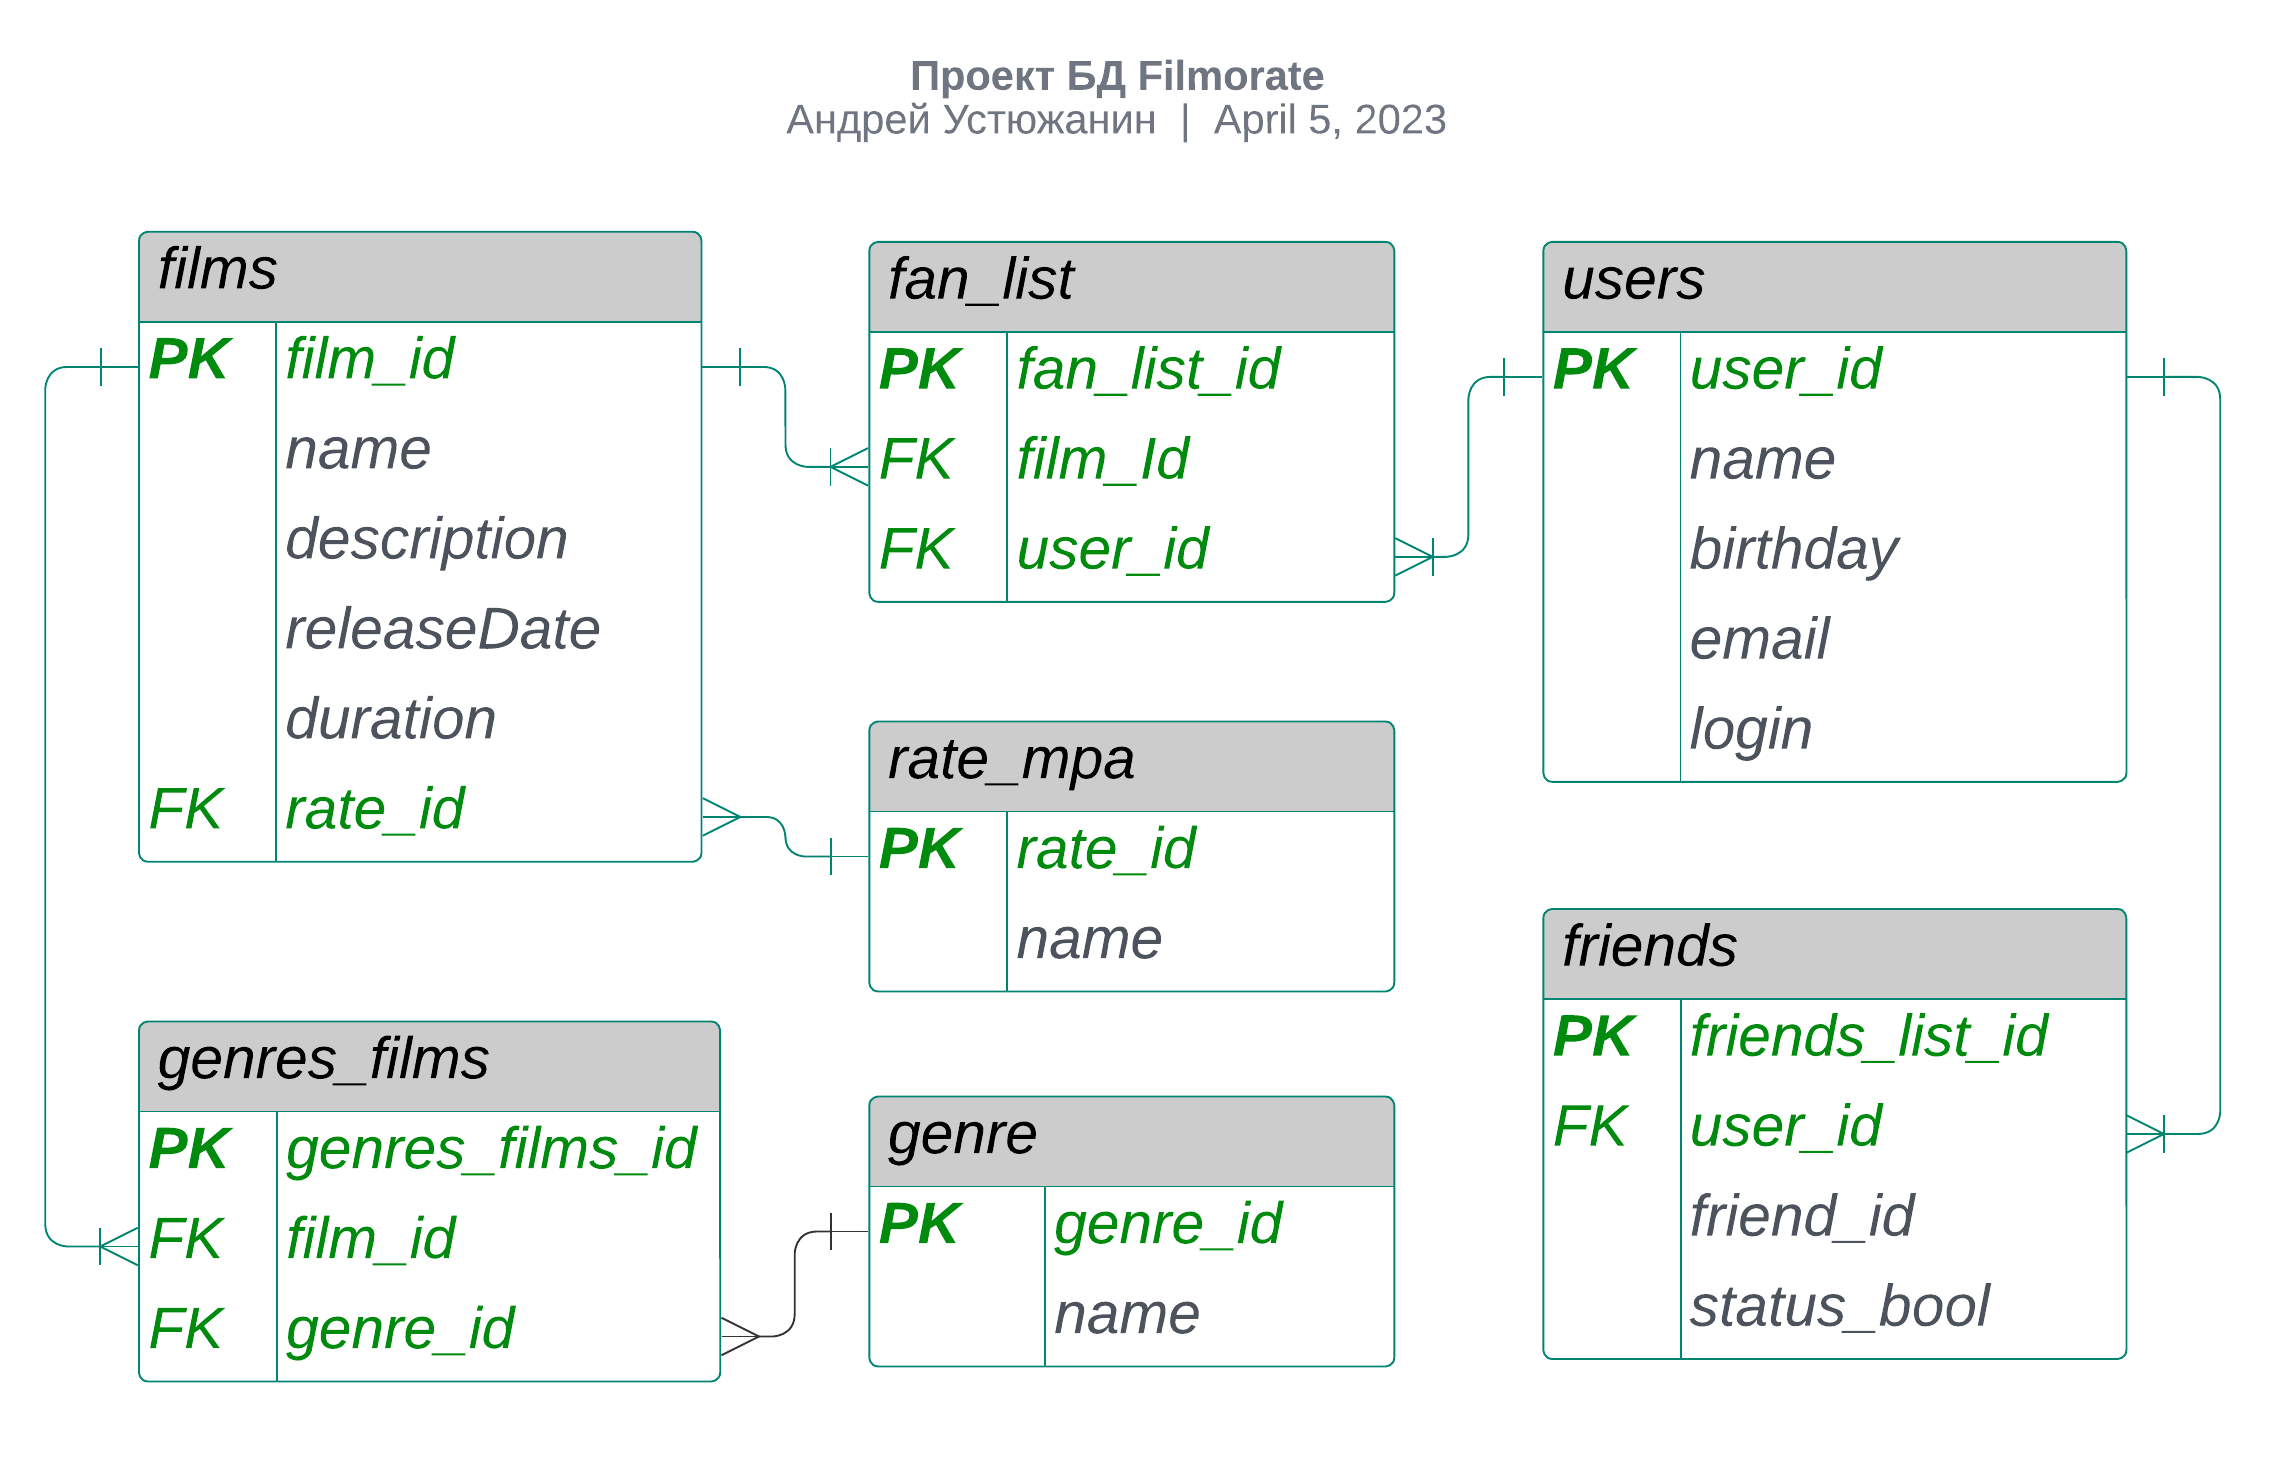 Проект БД Filmorate
Андрей Устюжанин | April 5, 2023
films
PK film_id
name
description
releaseDate
duration
FK rate_id
fan_list
PK fan_list_id
FK film_Id
FK user_id
users
PK user_id
name
birthday
email
login
rate_mpa
PK rate_id
name
friends
PK friends_list_id
FK user_id
friend_id
status_bool
genres_films
PK genres_films_id
FK film_id
FK genre_id
genre
PK genre_id
name